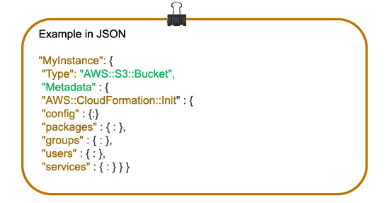 Example in JSON
"MyInstance": {
"Type": "AWS::S3::Bucket",
"Metadata" : {
"AWS::CloudFormation::Init" : {
"config" : {:}
"packages" : { : },
"groups" : { : },
"users" : { : },
"services" : { : } } }